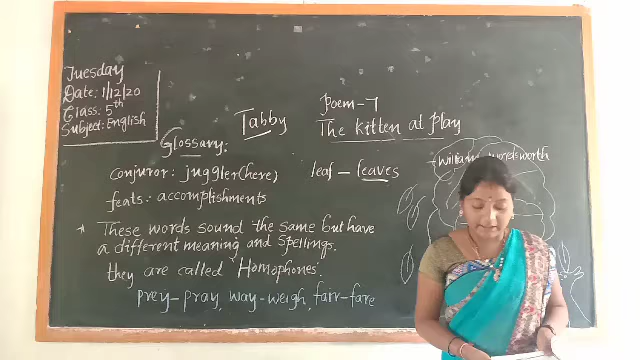 Tuesday
Date: 1/12/20
Class: 5th
Subject: English
Poem-7
Tabby
The kitten at Play
- William Wordsworth
Glossary
conjuror: juggler (here)
leaf - leaves
feats: accomplishments
* These words sound the same but have
a different meaning and spellings.
they are called 'Homophones'.
prey-pray, way-weigh, fair-fare